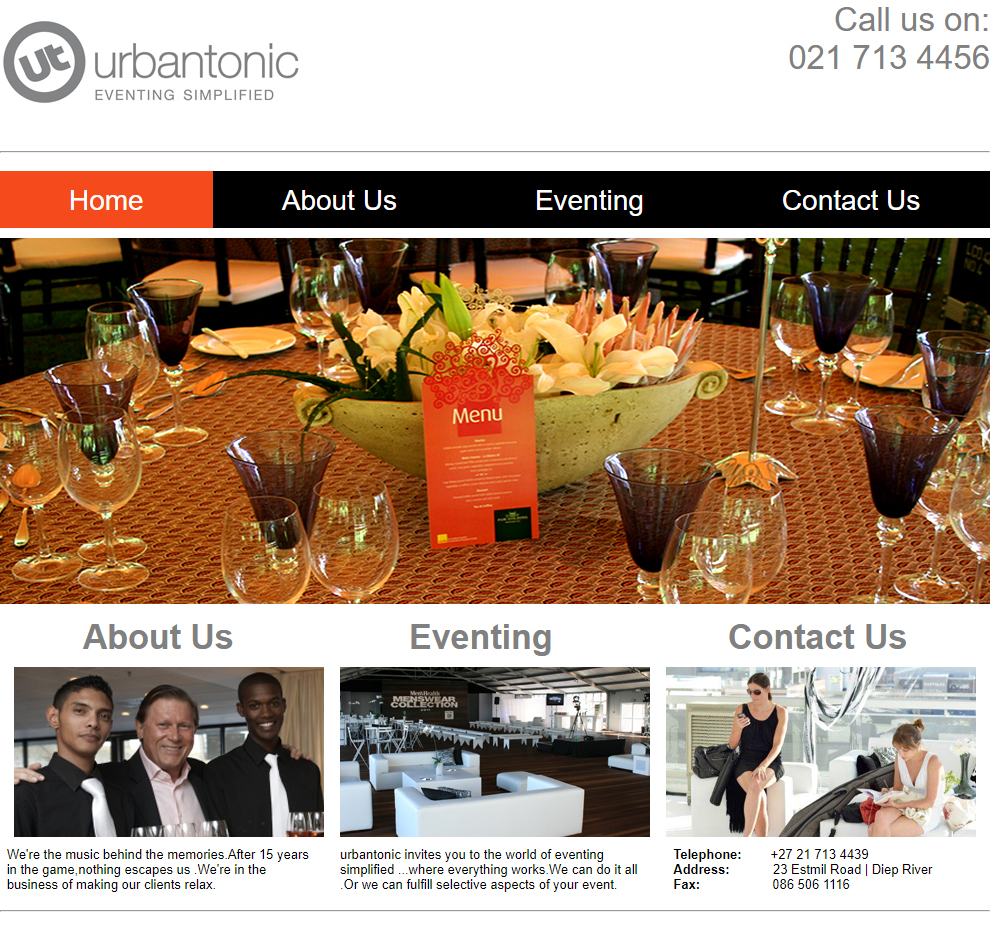 Call us on:
021 713 4456
ut urbantonic
EVENTING SIMPLIFIED
Home About Us Eventing Contact Us
Menu
About Us Eventing Contact Us
Men'sHealth
MENSWEAR
COLLECTION
We're the music behind the memories.After 15 years
in the game,nothing escapes us .We're in the
business of making our clients relax.
urbantonic invites you to the world of eventing
simplified ...where everything works.We can do it all
.Or we can fulfill selective aspects of your event.
Telephone: +27 21 713 4439
Address: 23 Estmil Road | Diep River
Fax: 086 506 1116